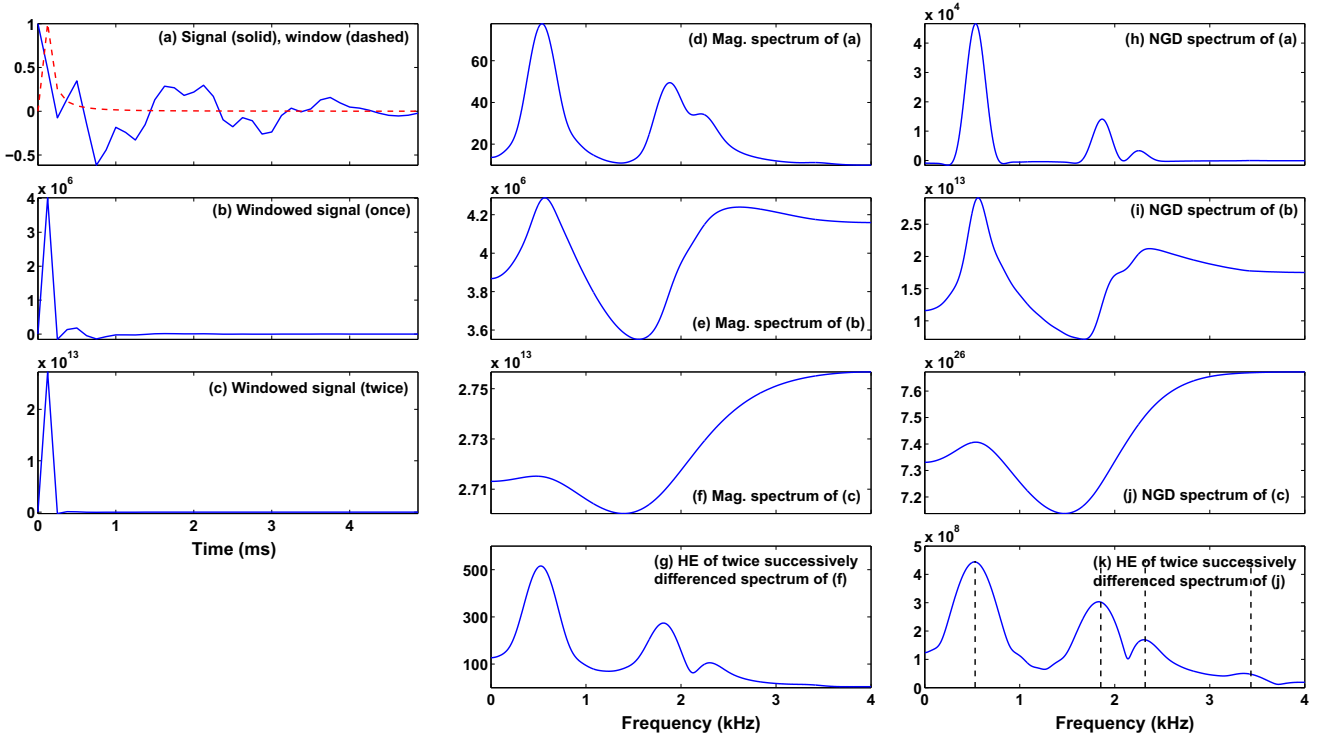 (a) Signal (solid), window (dashed)
1
0.5
0
−0.5
x 10^6
(b) Windowed signal (once)
4
3
2
1
0
x 10^13
(c) Windowed signal (twice)
2
1
0
0 1 2 3 4
Time (ms)
(d) Mag. spectrum of (a)
60
40
20
x 10^6
4.2
4
3.8
3.6
(e) Mag. spectrum of (b)
x 10^13
2.75
2.73
2.71
(f) Mag. spectrum of (c)
(g) HE of twice successively
differenced spectrum of (f)
500
300
100
0 1 2 3 4
Frequency (kHz)
x 10^4
(h) NGD spectrum of (a)
4
3
2
1
0
x 10^13
(i) NGD spectrum of (b)
2.5
2
1.5
1
x 10^26
7.6
7.5
7.4
7.3
7.2
(j) NGD spectrum of (c)
x 10^8
(k) HE of twice successively
differenced spectrum of (j)
5
4
3
2
1
0
0 1 2 3 4
Frequency (kHz)